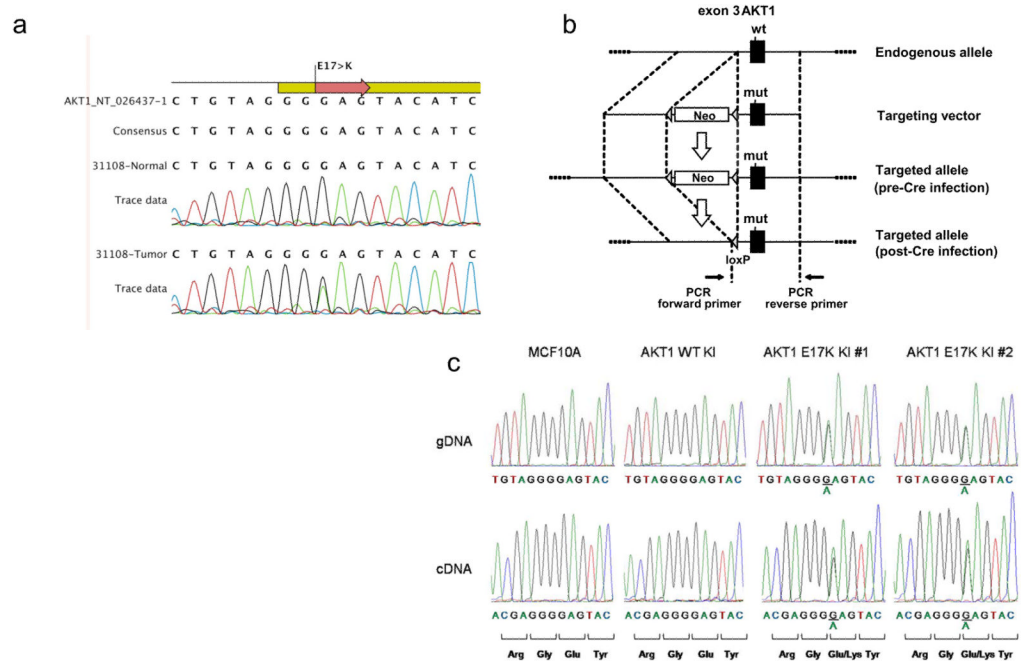 a
E17>K
AKT1_NT_026437-1 C T G T A G G G G A G T A C A T C
Consensus C T G T A G G G G A G T A C A T C
31108-Normal C T G T A G G G G A G T A C A T C
Trace data
31108-Tumor C T G T A G G G G A G T A C A T C
Trace data
b
exon 3 AKT1
wt
Endogenous allele
mut
Neo
Targeting vector
mut
Neo
Targeted allele
(pre-Cre infection)
mut
Targeted allele
(post-Cre infection)
loxP
PCR
forward primer
PCR
reverse primer
c
MCF10A AKT1 WT KI AKT1 E17K KI #1 AKT1 E17K KI #2
gDNA
TGTAGGGGAGTAC TGTAGGGGAGTAC TGTAGGGGAGTAC TGTAGGGGAGTAC
A A
cDNA
ACGAGGGGAGTAC ACGAGGGGAGTAC ACGAGGGGAGTAC ACGAGGGGAGTAC
A A
Arg Gly Glu Tyr Arg Gly Glu Tyr Arg Gly Glu/Lys Tyr Arg Gly Glu/Lys Tyr